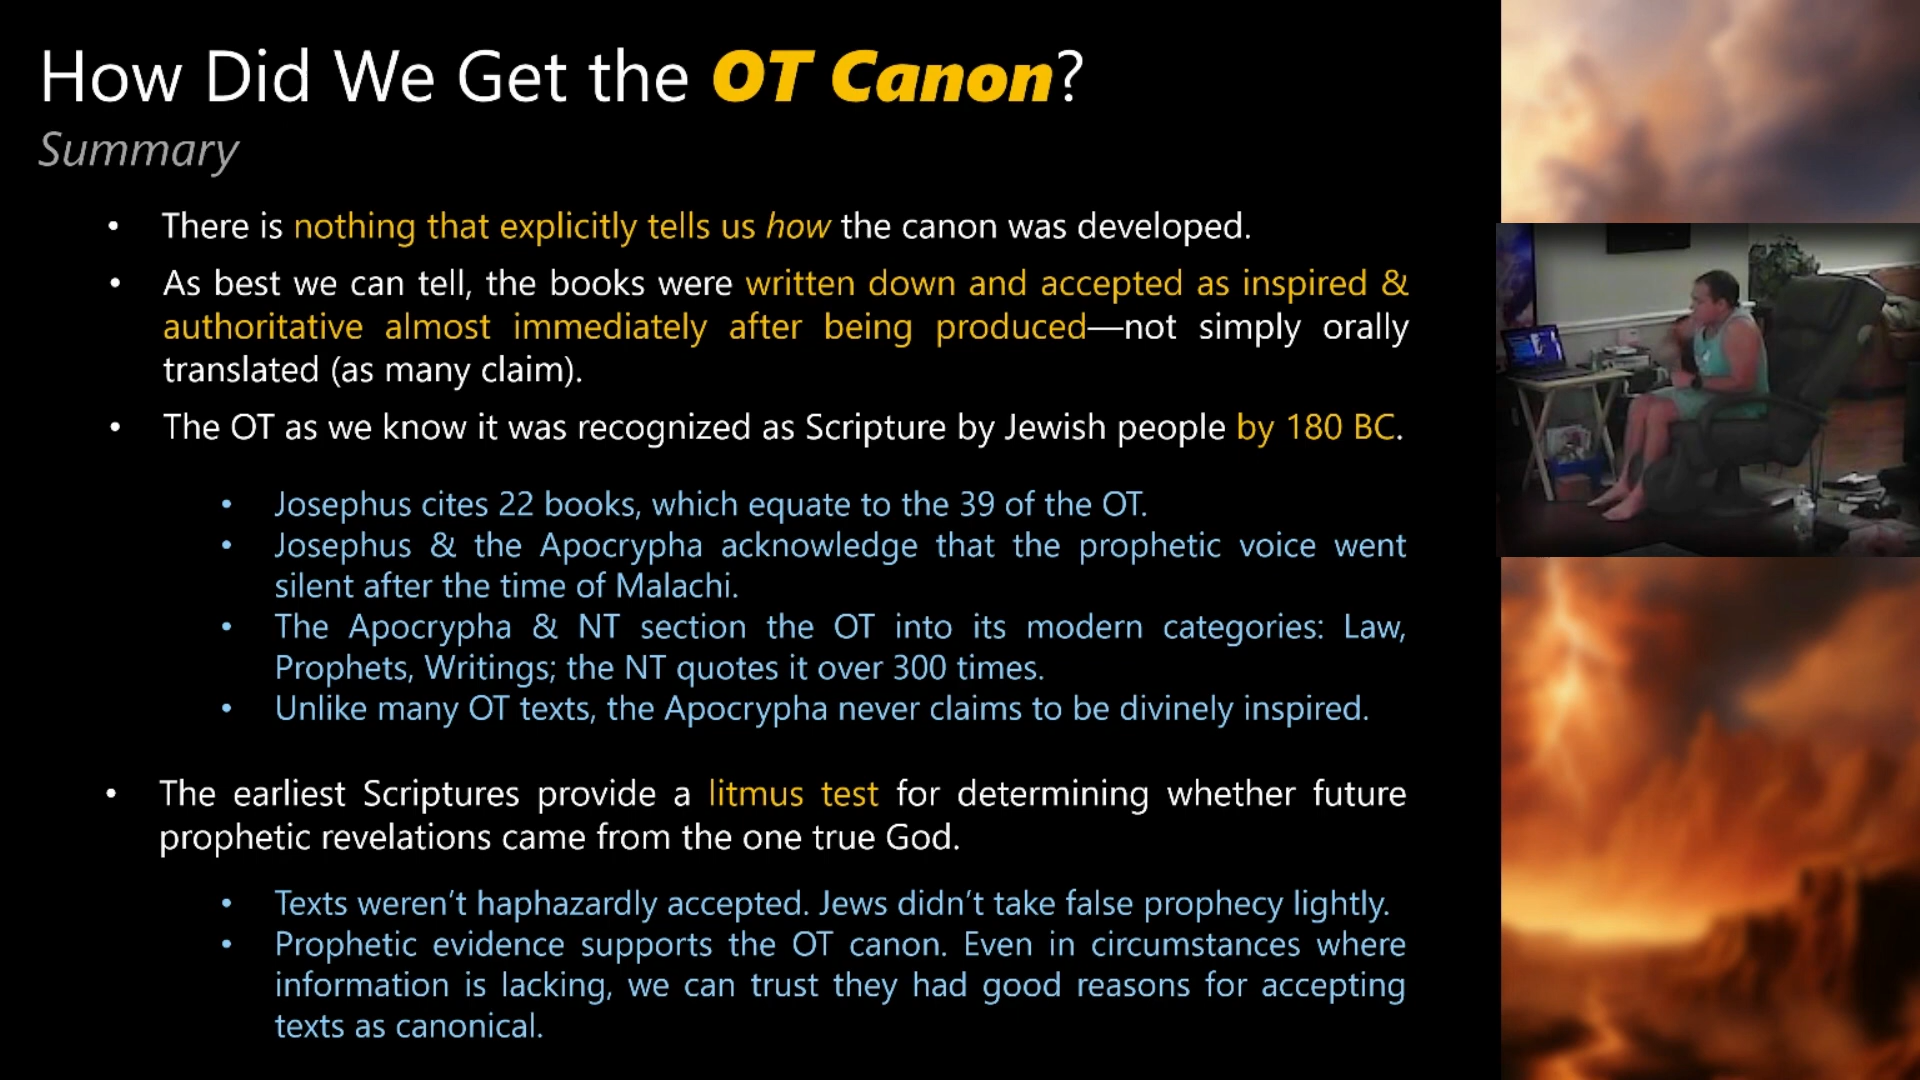 How Did We Get the OT Canon?
Summary
• There is nothing that explicitly tells us how the canon was developed.
• As best we can tell, the books were written down and accepted as inspired &
authoritative almost immediately after being produced—not simply orally
translated (as many claim).
• The OT as we know it was recognized as Scripture by Jewish people by 180 BC.
• Josephus cites 22 books, which equate to the 39 of the OT.
• Josephus & the Apocrypha acknowledge that the prophetic voice went
silent after the time of Malachi.
• The Apocrypha & NT section the OT into its modern categories: Law,
Prophets, Writings; the NT quotes it over 300 times.
• Unlike many OT texts, the Apocrypha never claims to be divinely inspired.
• The earliest Scriptures provide a litmus test for determining whether future
prophetic revelations came from the one true God.
• Texts weren’t haphazardly accepted. Jews didn’t take false prophecy lightly.
• Prophetic evidence supports the OT canon. Even in circumstances where
information is lacking, we can trust they had good reasons for accepting
texts as canonical.